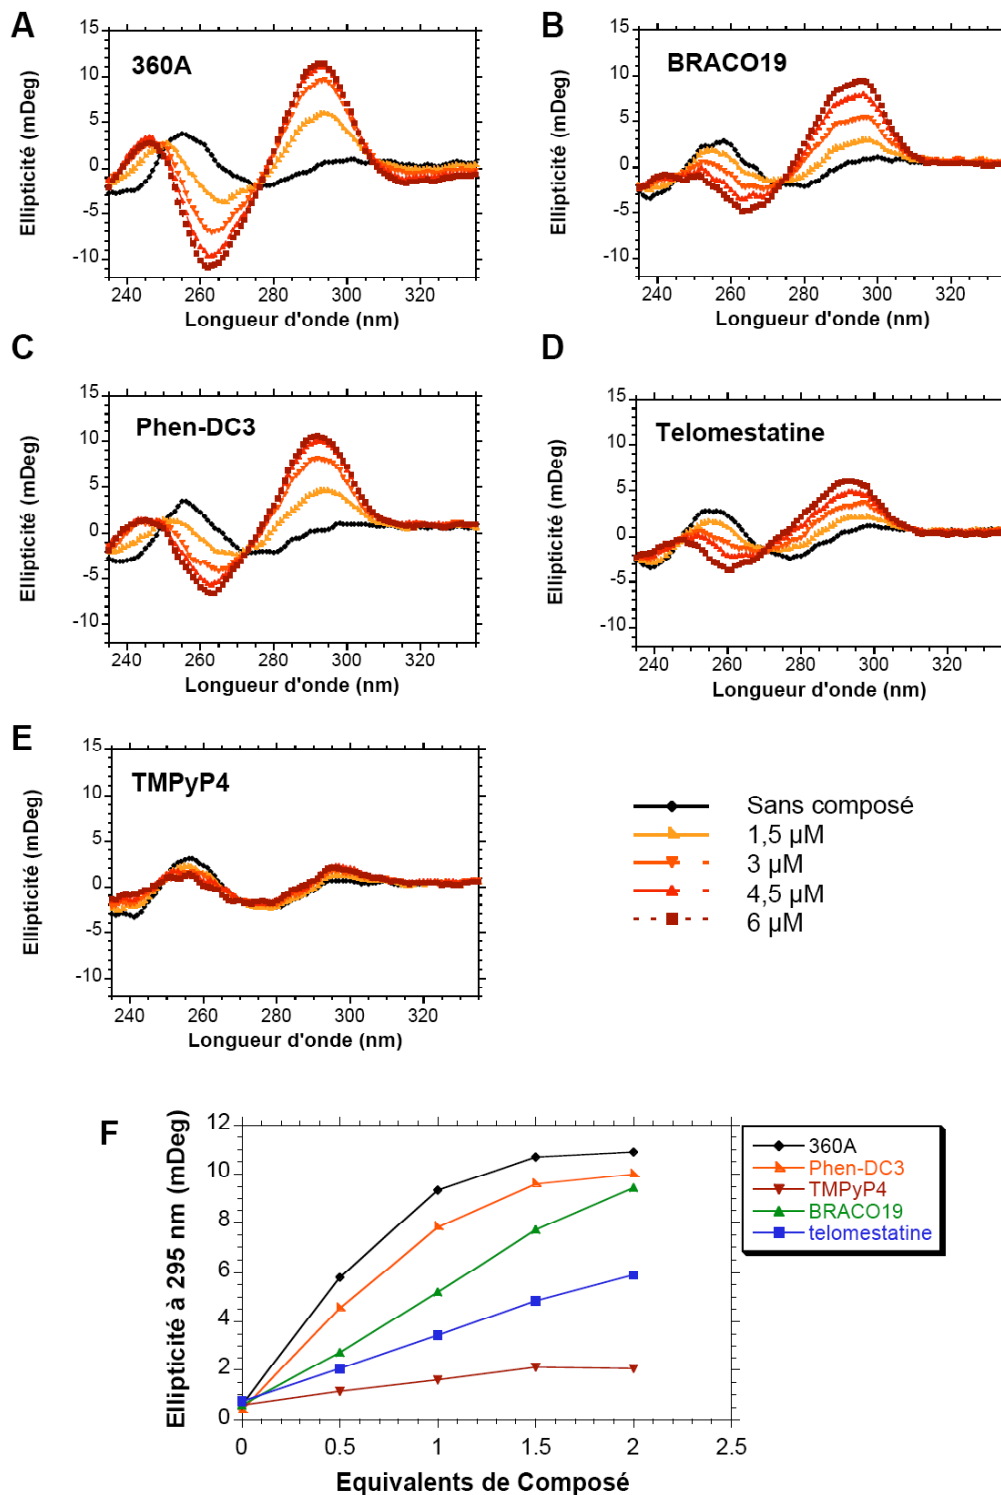 A
360A
Ellipticité (mDeg)
15
10
5
0
-5
-10
240 260 280 300 320
Longueur d'onde (nm)
B
BRACO19
Ellipticité (mDeg)
15
10
5
0
-5
-10
240 260 280 300 320
Longueur d'onde (nm)
C
Phen-DC3
Ellipticité (mDeg)
15
10
5
0
-5
-10
240 260 280 300 320
Longueur d'onde (nm)
D
Telomestatine
Ellipticité (mDeg)
15
10
5
0
-5
-10
240 260 280 300 320
Longueur d'onde (nm)
E
TMPyP4
Ellipticité (mDeg)
15
10
5
0
-5
-10
240 260 280 300 320
Longueur d'onde (nm)
Sans composé
1,5 µM
3 µM
4,5 µM
6 µM
F
Ellipticité à 295 nm (mDeg)
12
10
8
6
4
2
0
0 0.5 1 1.5 2 2.5
Equivalents de Composé
360A
Phen-DC3
TMPyP4
BRACO19
telomestatine